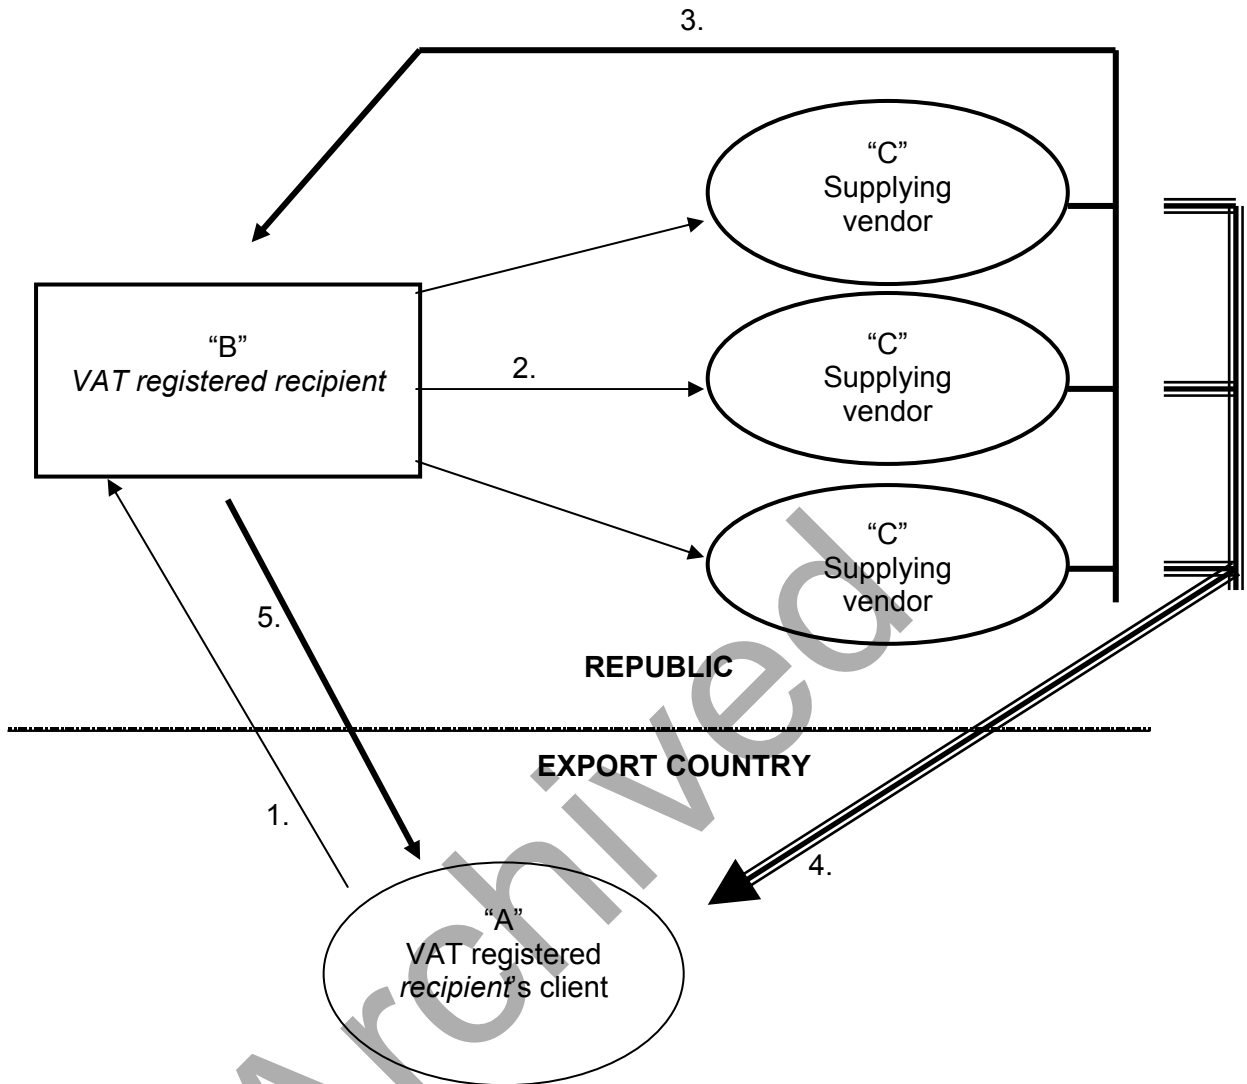 3.
“C”
Supplying
vendor
“B”
VAT registered recipient
2.
“C”
Supplying
vendor
“C”
Supplying
vendor
5.
REPUBLIC
EXPORT COUNTRY
1.
4.
“A”
VAT registered
recipient’s client
Archived